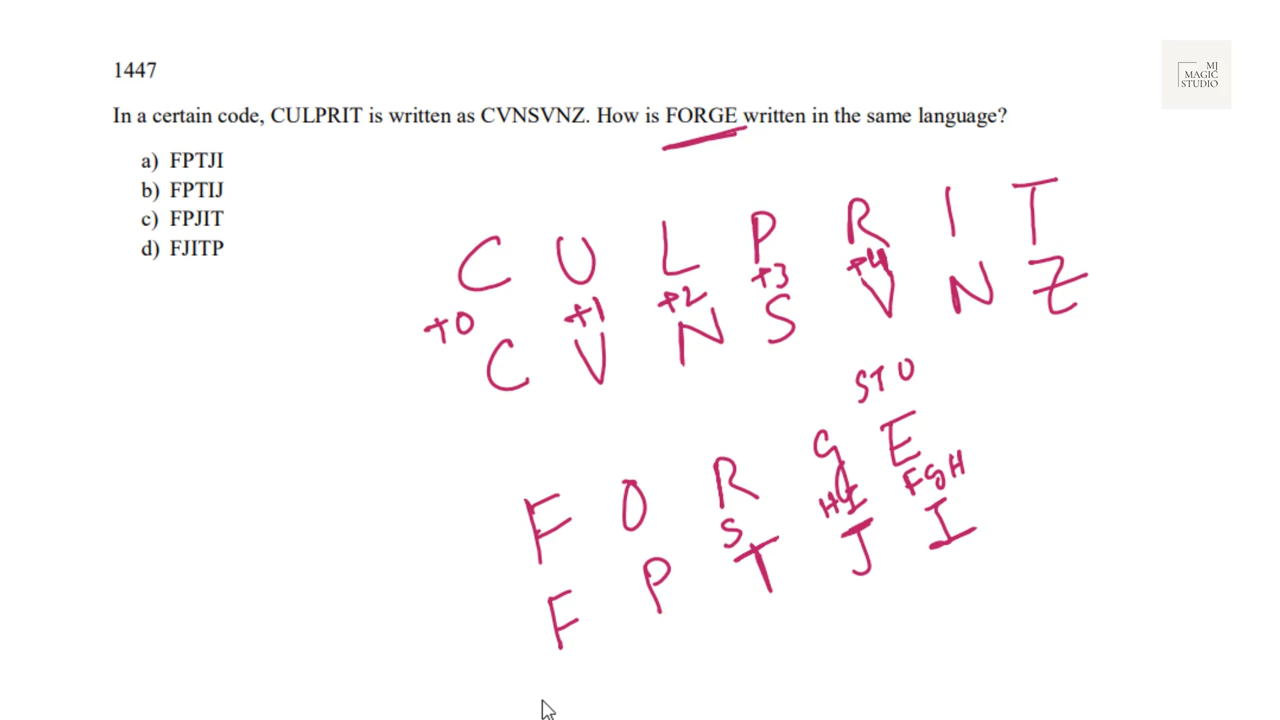 MJ
MAGIC
STUDIO
1447
In a certain code, CULPRIT is written as CVNSVNZ. How is FORGE written in the same language?
a) FPTJI
b) FPTIJ
c) FPJIT
d) FJITP
C U L P R I T
+0 +1 +2 +3 +4
C V N S V N Z
S T U
F O R G E
S H I F G H
F P T J I